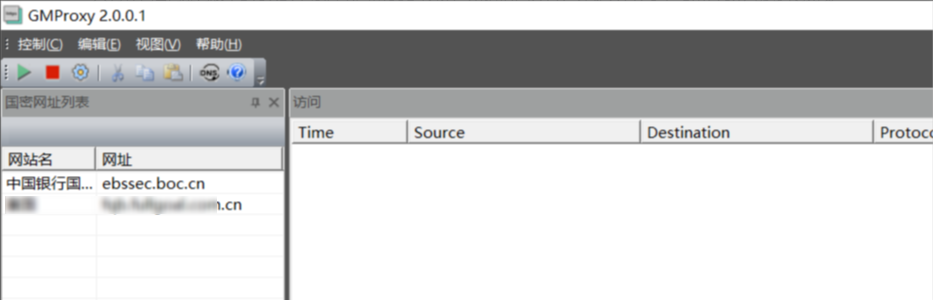 GMProxy 2.0.0.1
控制(C) 编辑(E) 视图(V) 帮助(H)
DNS
国密网址列表
访问
Time Source Destination Protoco
网站名 网址
中国银行国... ebssec.boc.cn
.cn